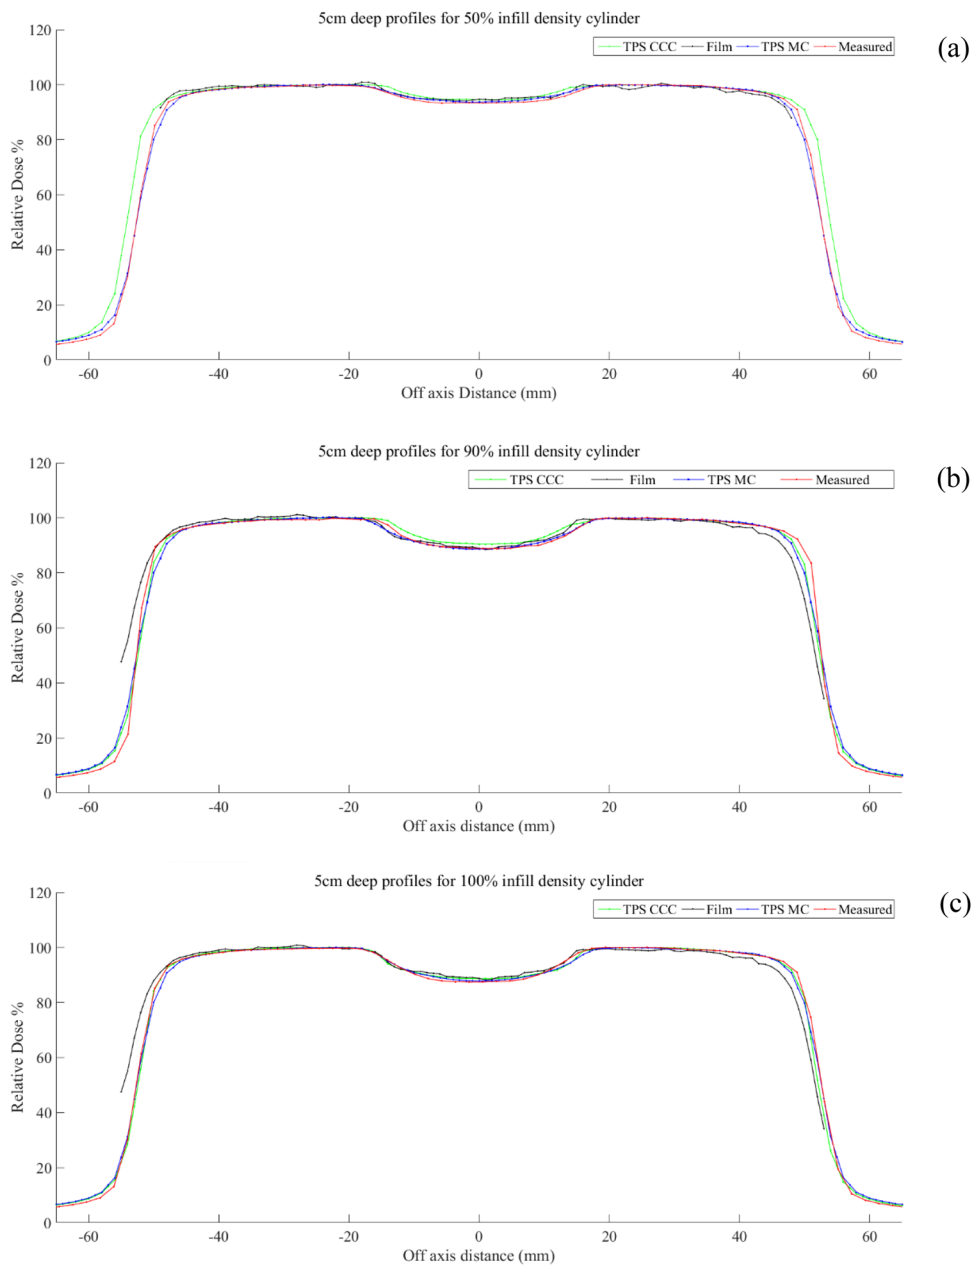 5cm deep profiles for 50% infill density cylinder
120
TPS CCC Film TPS MC Measured
(a)
100
80
60
40
20
0
Relative Dose %
-60 -40 -20 0 20 40 60
Off axis Distance (mm)
5cm deep profiles for 90% infill density cylinder
120
TPS CCC Film TPS MC Measured
(b)
100
80
60
40
20
0
Relative Dose %
-60 -40 -20 0 20 40 60
Off axis distance (mm)
5cm deep profiles for 100% infill density cylinder
120
TPS CCC Film TPS MC Measured
(c)
100
80
60
40
20
0
Relative Dose %
-60 -40 -20 0 20 40 60
Off axis distance (mm)